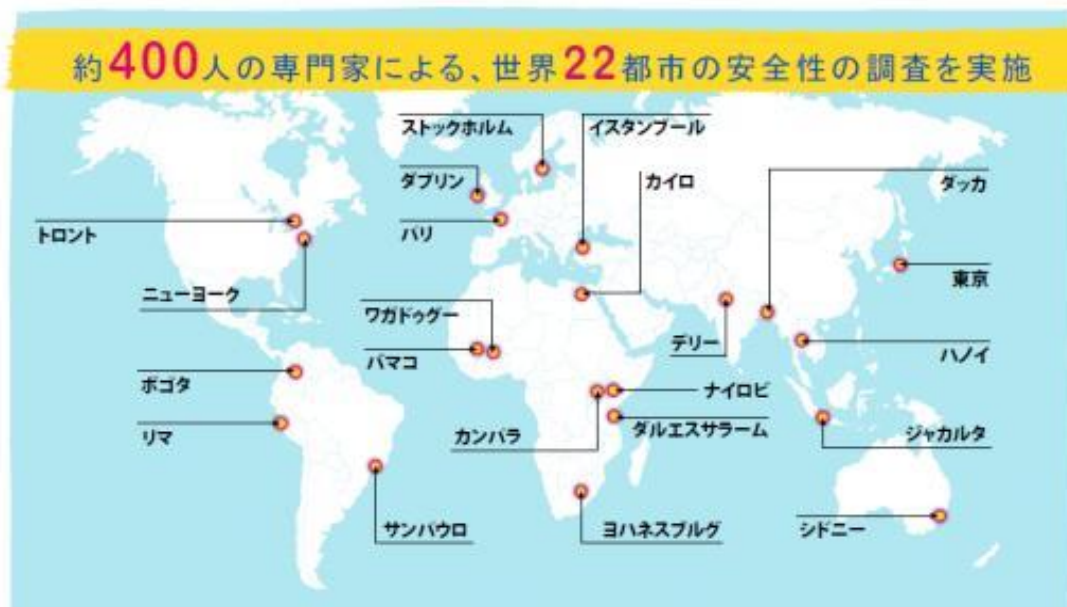 約400人の専門家による、世界22都市の安全性の調査を実施
ストックホルム
イスタンブール
ダブリン
カイロ
ダッカ
トロント
パリ
東京
ニューヨーク
ワガドゥグー
デリー
ハノイ
バマコ
ボゴタ
ナイロビ
リマ
カンパラ
ダルエスサラーム
ジャカルタ
サンパウロ
ヨハネスブルグ
シドニー